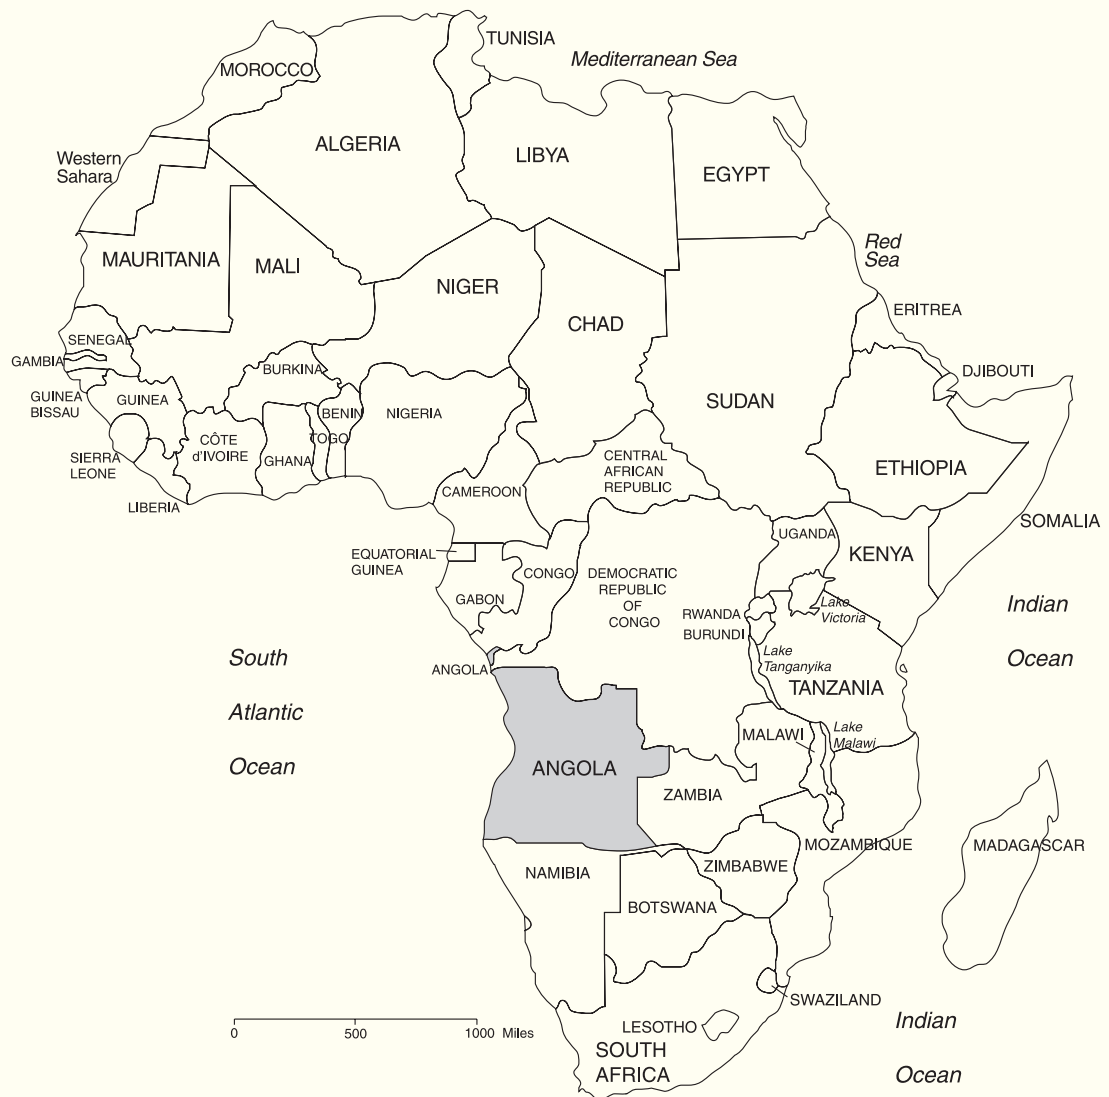 TUNISIA
Mediterranean Sea
MOROCCO
ALGERIA
LIBYA
EGYPT
Western
Sahara
Red
Sea
MAURITANIA
MALI
NIGER
CHAD
ERITREA
SENEGAL
GAMBIA
BURKINA
DJIBOUTI
GUINEA
BISSAU
GUINEA
BENIN
NIGERIA
SUDAN
TOGO
CÔTE
d'IVOIRE
GHANA
SIERRA
LEONE
CENTRAL
AFRICAN
REPUBLIC
ETHIOPIA
CAMEROON
LIBERIA
SOMALIA
UGANDA
KENYA
EQUATORIAL
GUINEA
CONGO
DEMOCRATIC
REPUBLIC
OF
CONGO
GABON
RWANDA
BURUNDI
Lake
Victoria
Indian
Ocean
South
Atlantic
Ocean
ANGOLA
Lake
Tanganyika
TANZANIA
MALAWI
Lake
Malawi
ANGOLA
ZAMBIA
MOZAMBIQUE
MADAGASCAR
NAMIBIA
ZIMBABWE
BOTSWANA
SWAZILAND
LESOTHO
SOUTH
AFRICA
Indian
Ocean
0 500 1000 Miles